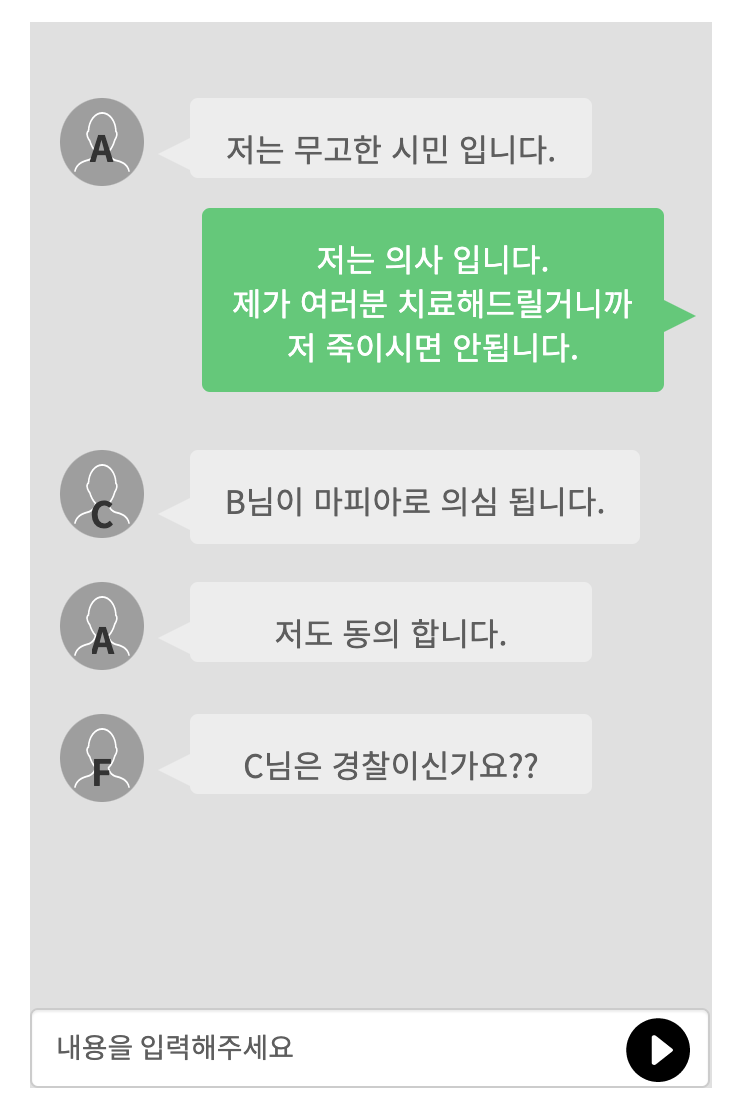 A
저는 무고한 시민 입니다.
저는 의사 입니다.
제가 여러분 치료해드릴거니까
저 죽이시면 안됩니다.
C
B님이 마피아로 의심 됩니다.
A
저도 동의 합니다.
F
C님은 경찰이신가요??
내용을 입력해주세요